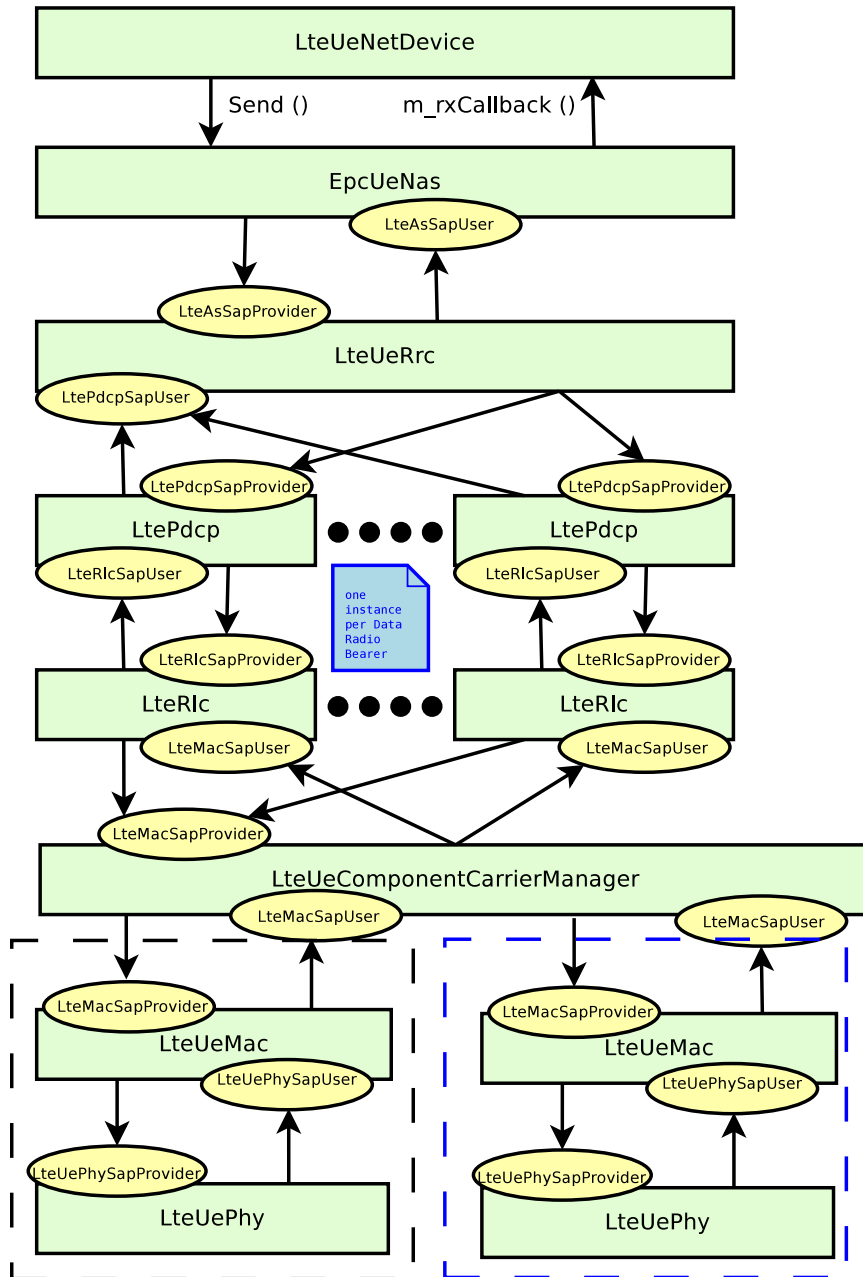 LteUeNetDevice
Send ()
m_rxCallback ()
EpcUeNas
LteAsSapUser
LteAsSapProvider
LteUeRrc
LtePdcpSapUser
LtePdcpSapProvider
LtePdcpSapProvider
LtePdcp
LtePdcp
LteRlcSapUser
LteRlcSapUser
one
instance
per Data
Radio
Bearer
LteRlcSapProvider
LteRlcSapProvider
LteRlc
LteRlc
LteMacSapUser
LteMacSapUser
LteMacSapProvider
LteUeComponentCarrierManager
LteMacSapUser
LteMacSapUser
LteMacSapProvider
LteMacSapProvider
LteUeMac
LteUeMac
LteUePhySapUser
LteUePhySapUser
LteUePhySapProvider
LteUePhySapProvider
LteUePhy
LteUePhy